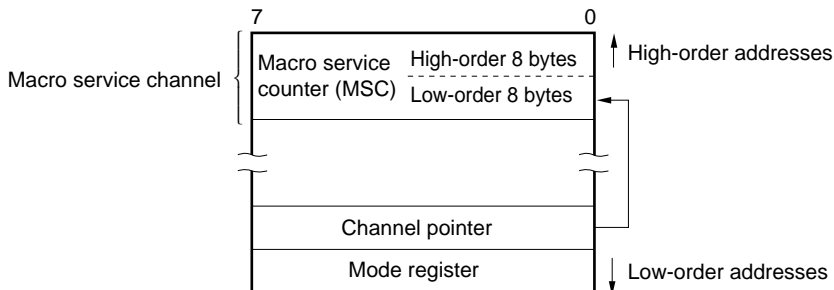 7 0
High-order addresses
Macro service channel
Macro service
counter (MSC)
High-order 8 bytes
Low-order 8 bytes
Channel pointer
Mode register
Low-order addresses